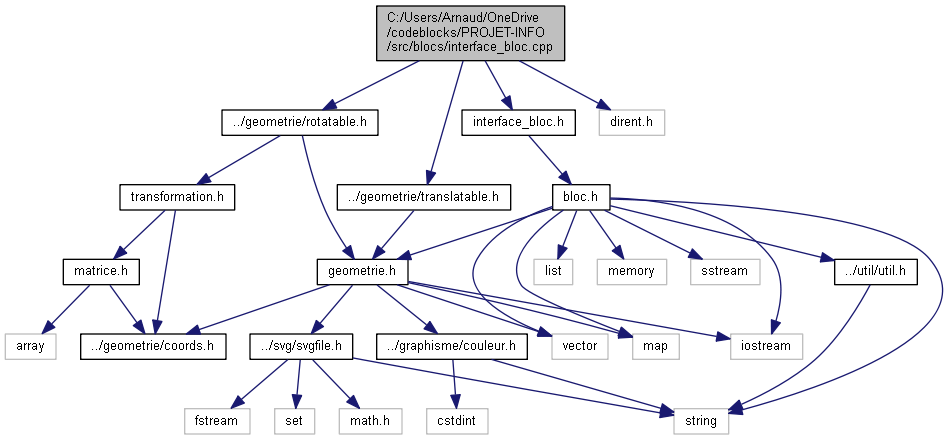 C:/Users/Arnaud/OneDrive
/codeblocks/PROJET-INFO
/src/blocs/interface_bloc.cpp
../geometrie/rotatable.h
interface_bloc.h
dirent.h
transformation.h
../geometrie/translatable.h
bloc.h
matrice.h
geometrie.h
list
memory
sstream
../util/util.h
array
../geometrie/coords.h
../svg/svgfile.h
../graphisme/couleur.h
vector
map
iostream
fstream
set
math.h
cstdint
string